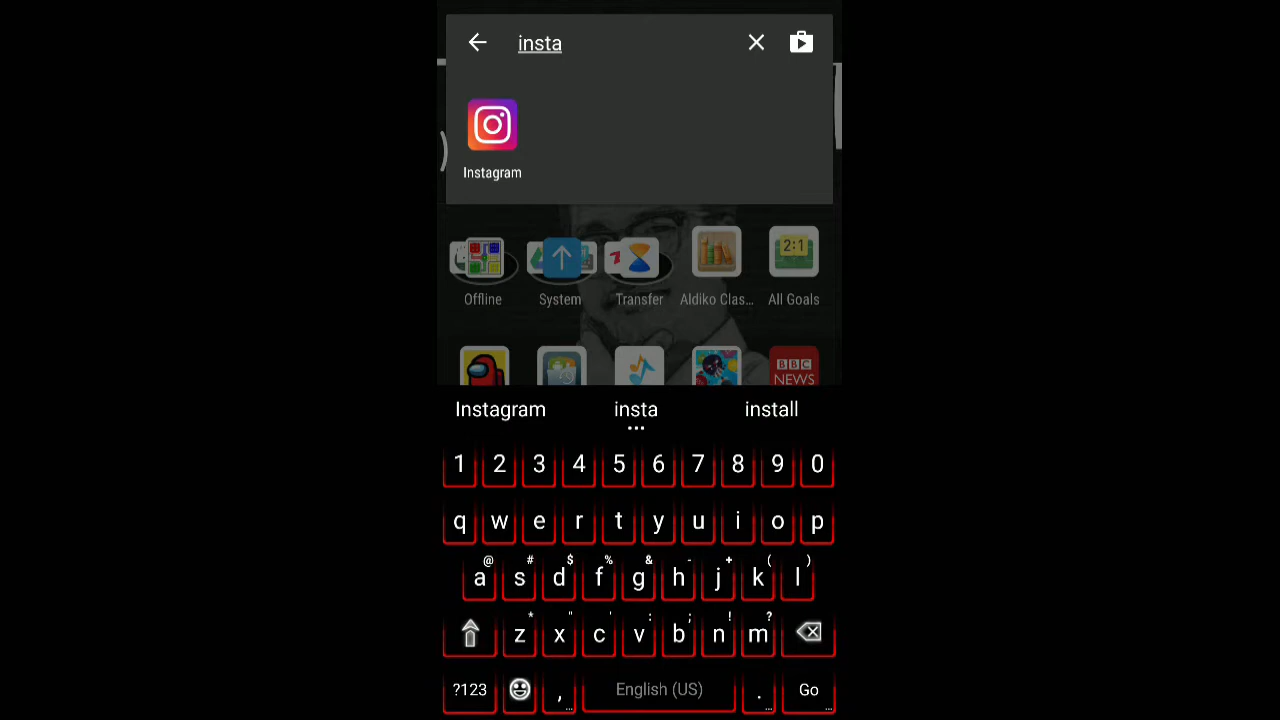 insta
Instagram
Offline System Transfer Aldiko Clas... All Goals
2:1
BBC
NEWS
Instagram insta install
1 2 3 4 5 6 7 8 9 0
q w e r t y u i o p
@ # $ % & - + ( )
a s d f g h j k l
* " ' : ; ! ?
z x c v b n m
?123 , English (US) . Go